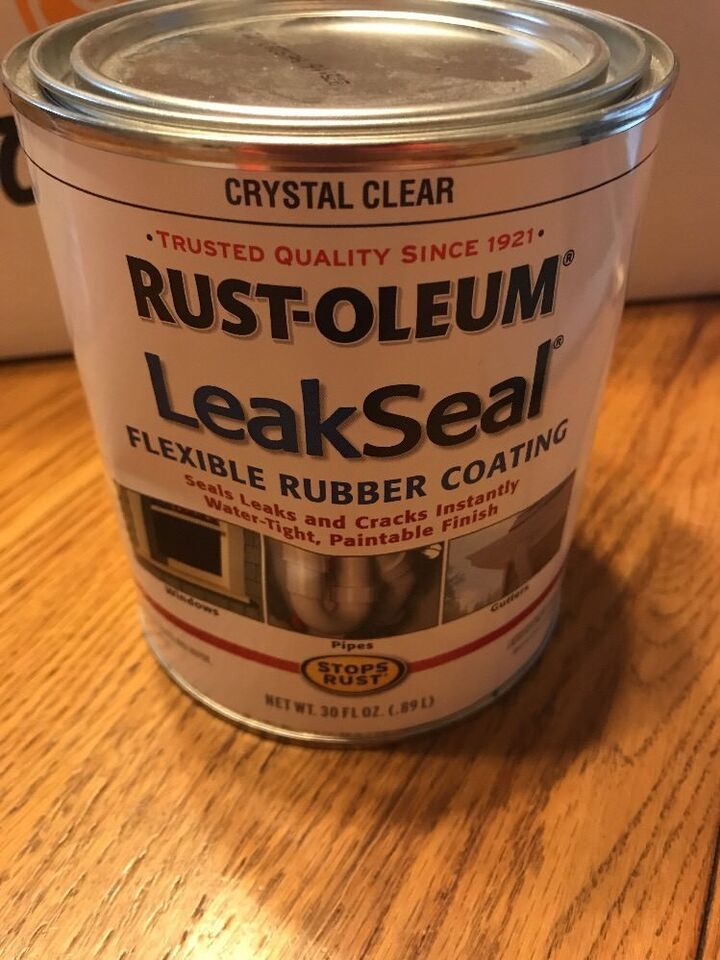 CRYSTAL CLEAR
•TRUSTED QUALITY SINCE 1921•
RUST-OLEUM®
LeakSeal®
FLEXIBLE RUBBER COATING
Seals Leaks and Cracks Instantly
Water-Tight, Paintable Finish
Windows
Pipes
Gutters
STOPS
RUST
NET WT. 30 FL OZ. (.89 L)